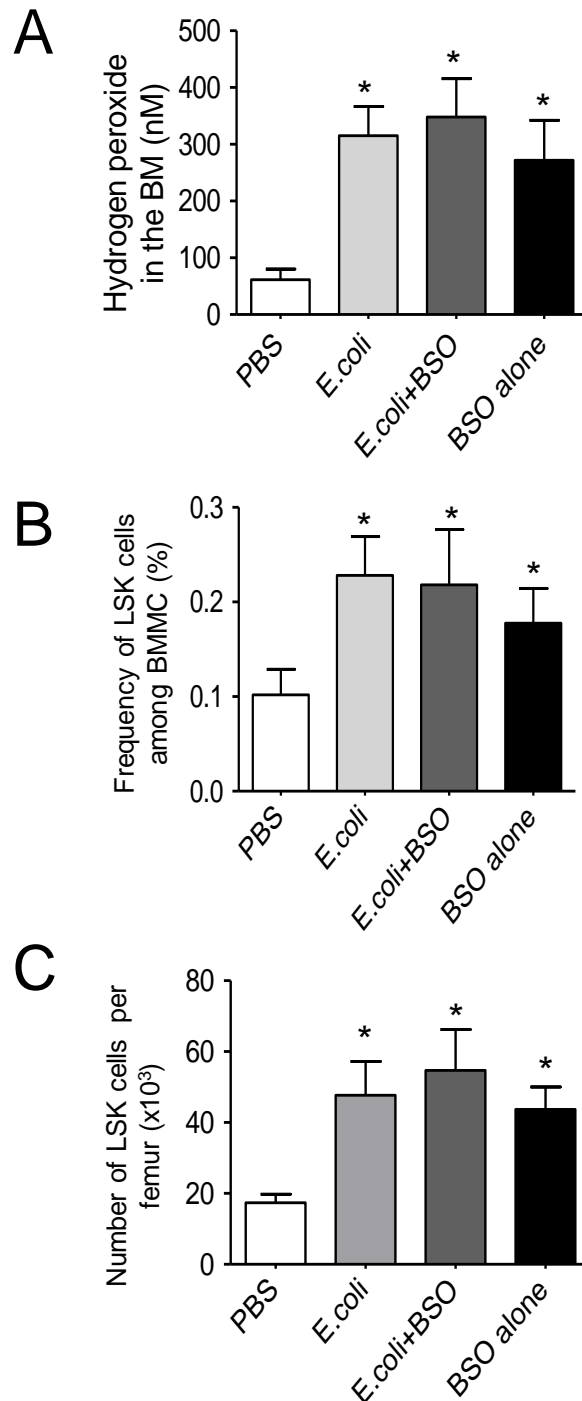 A
Hydrogen peroxide
in the BM (nM)
500
400
300
200
100
0
*
*
*
PBS
E.coli
E.coli+BSO
BSO alone
B
Frequency of LSK cells
among BMMC (%)
0.3
0.2
0.1
0.0
*
*
*
PBS
E.coli
E.coli+BSO
BSO alone
C
Number of LSK cells per
femur (x10³)
80
60
40
20
0
*
*
*
PBS
E.coli
E.coli+BSO
BSO alone